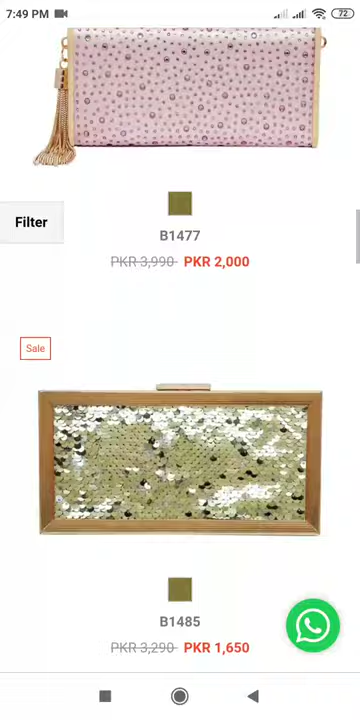 7:49 PM
72
Filter
B1477
PKR 3,990 PKR 2,000
Sale
B1485
PKR 3,290 PKR 1,650